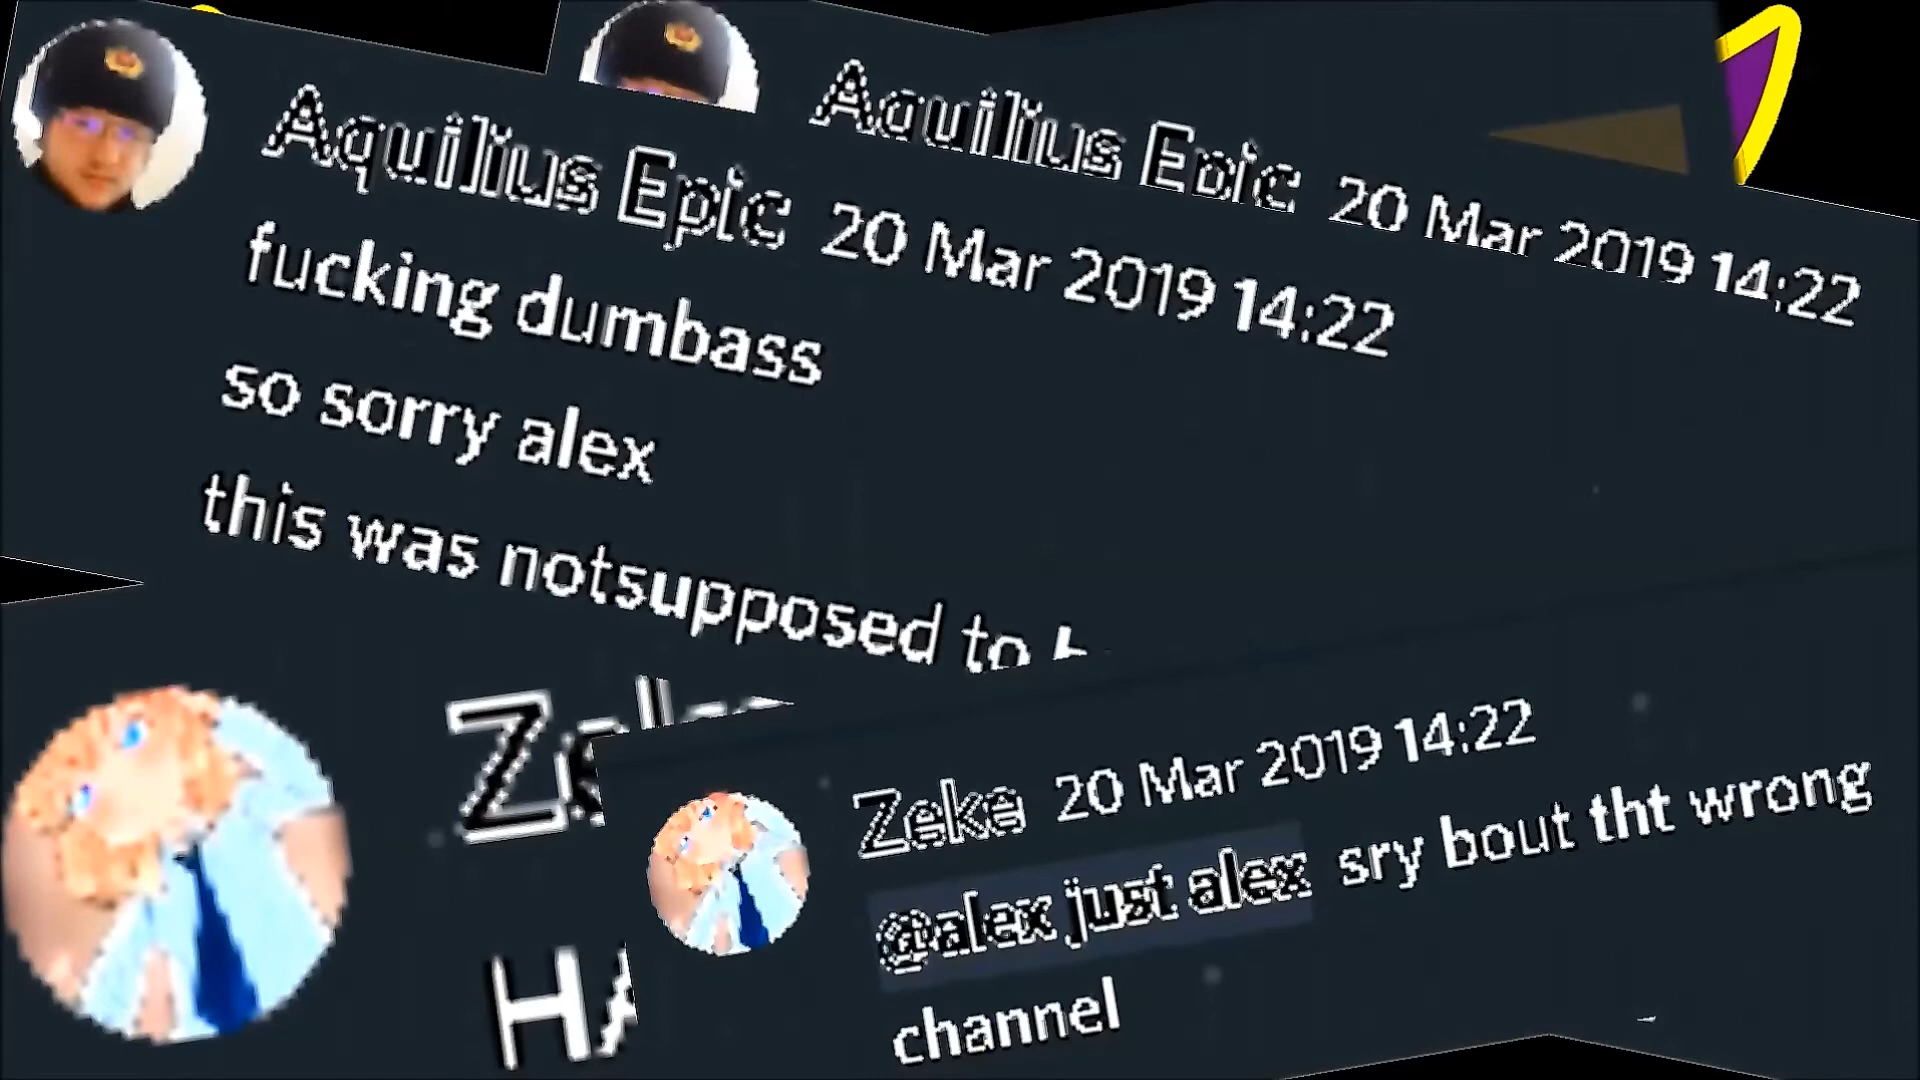 Aquilius Epic 20 Mar 2019 14:22
Aquilius Epic 20 Mar 2019 14:22
fucking dumbass
so sorry alex
this was notsupposed to
Zeke 20 Mar 2019 14:22
@alex just alex sry bout tht wrong
channel